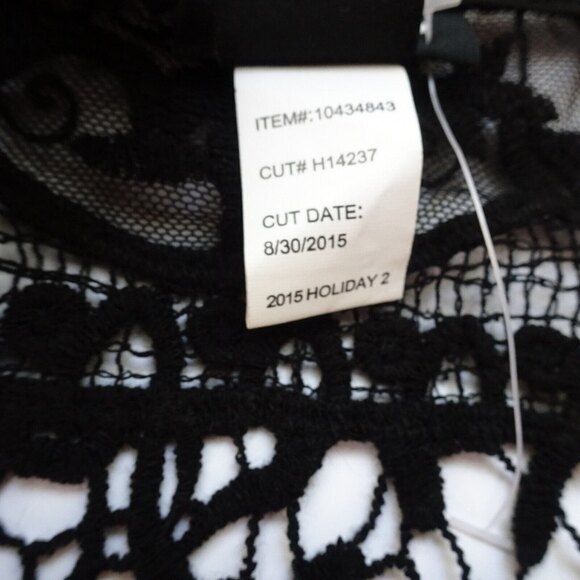 ITEM#:10434843
CUT# H14237
CUT DATE:
8/30/2015
2015 HOLIDAY 2